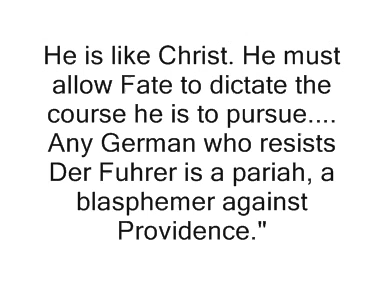 He is like Christ. He must
allow Fate to dictate the
course he is to pursue....
Any German who resists
Der Fuhrer is a pariah, a
blasphemer against
Providence."